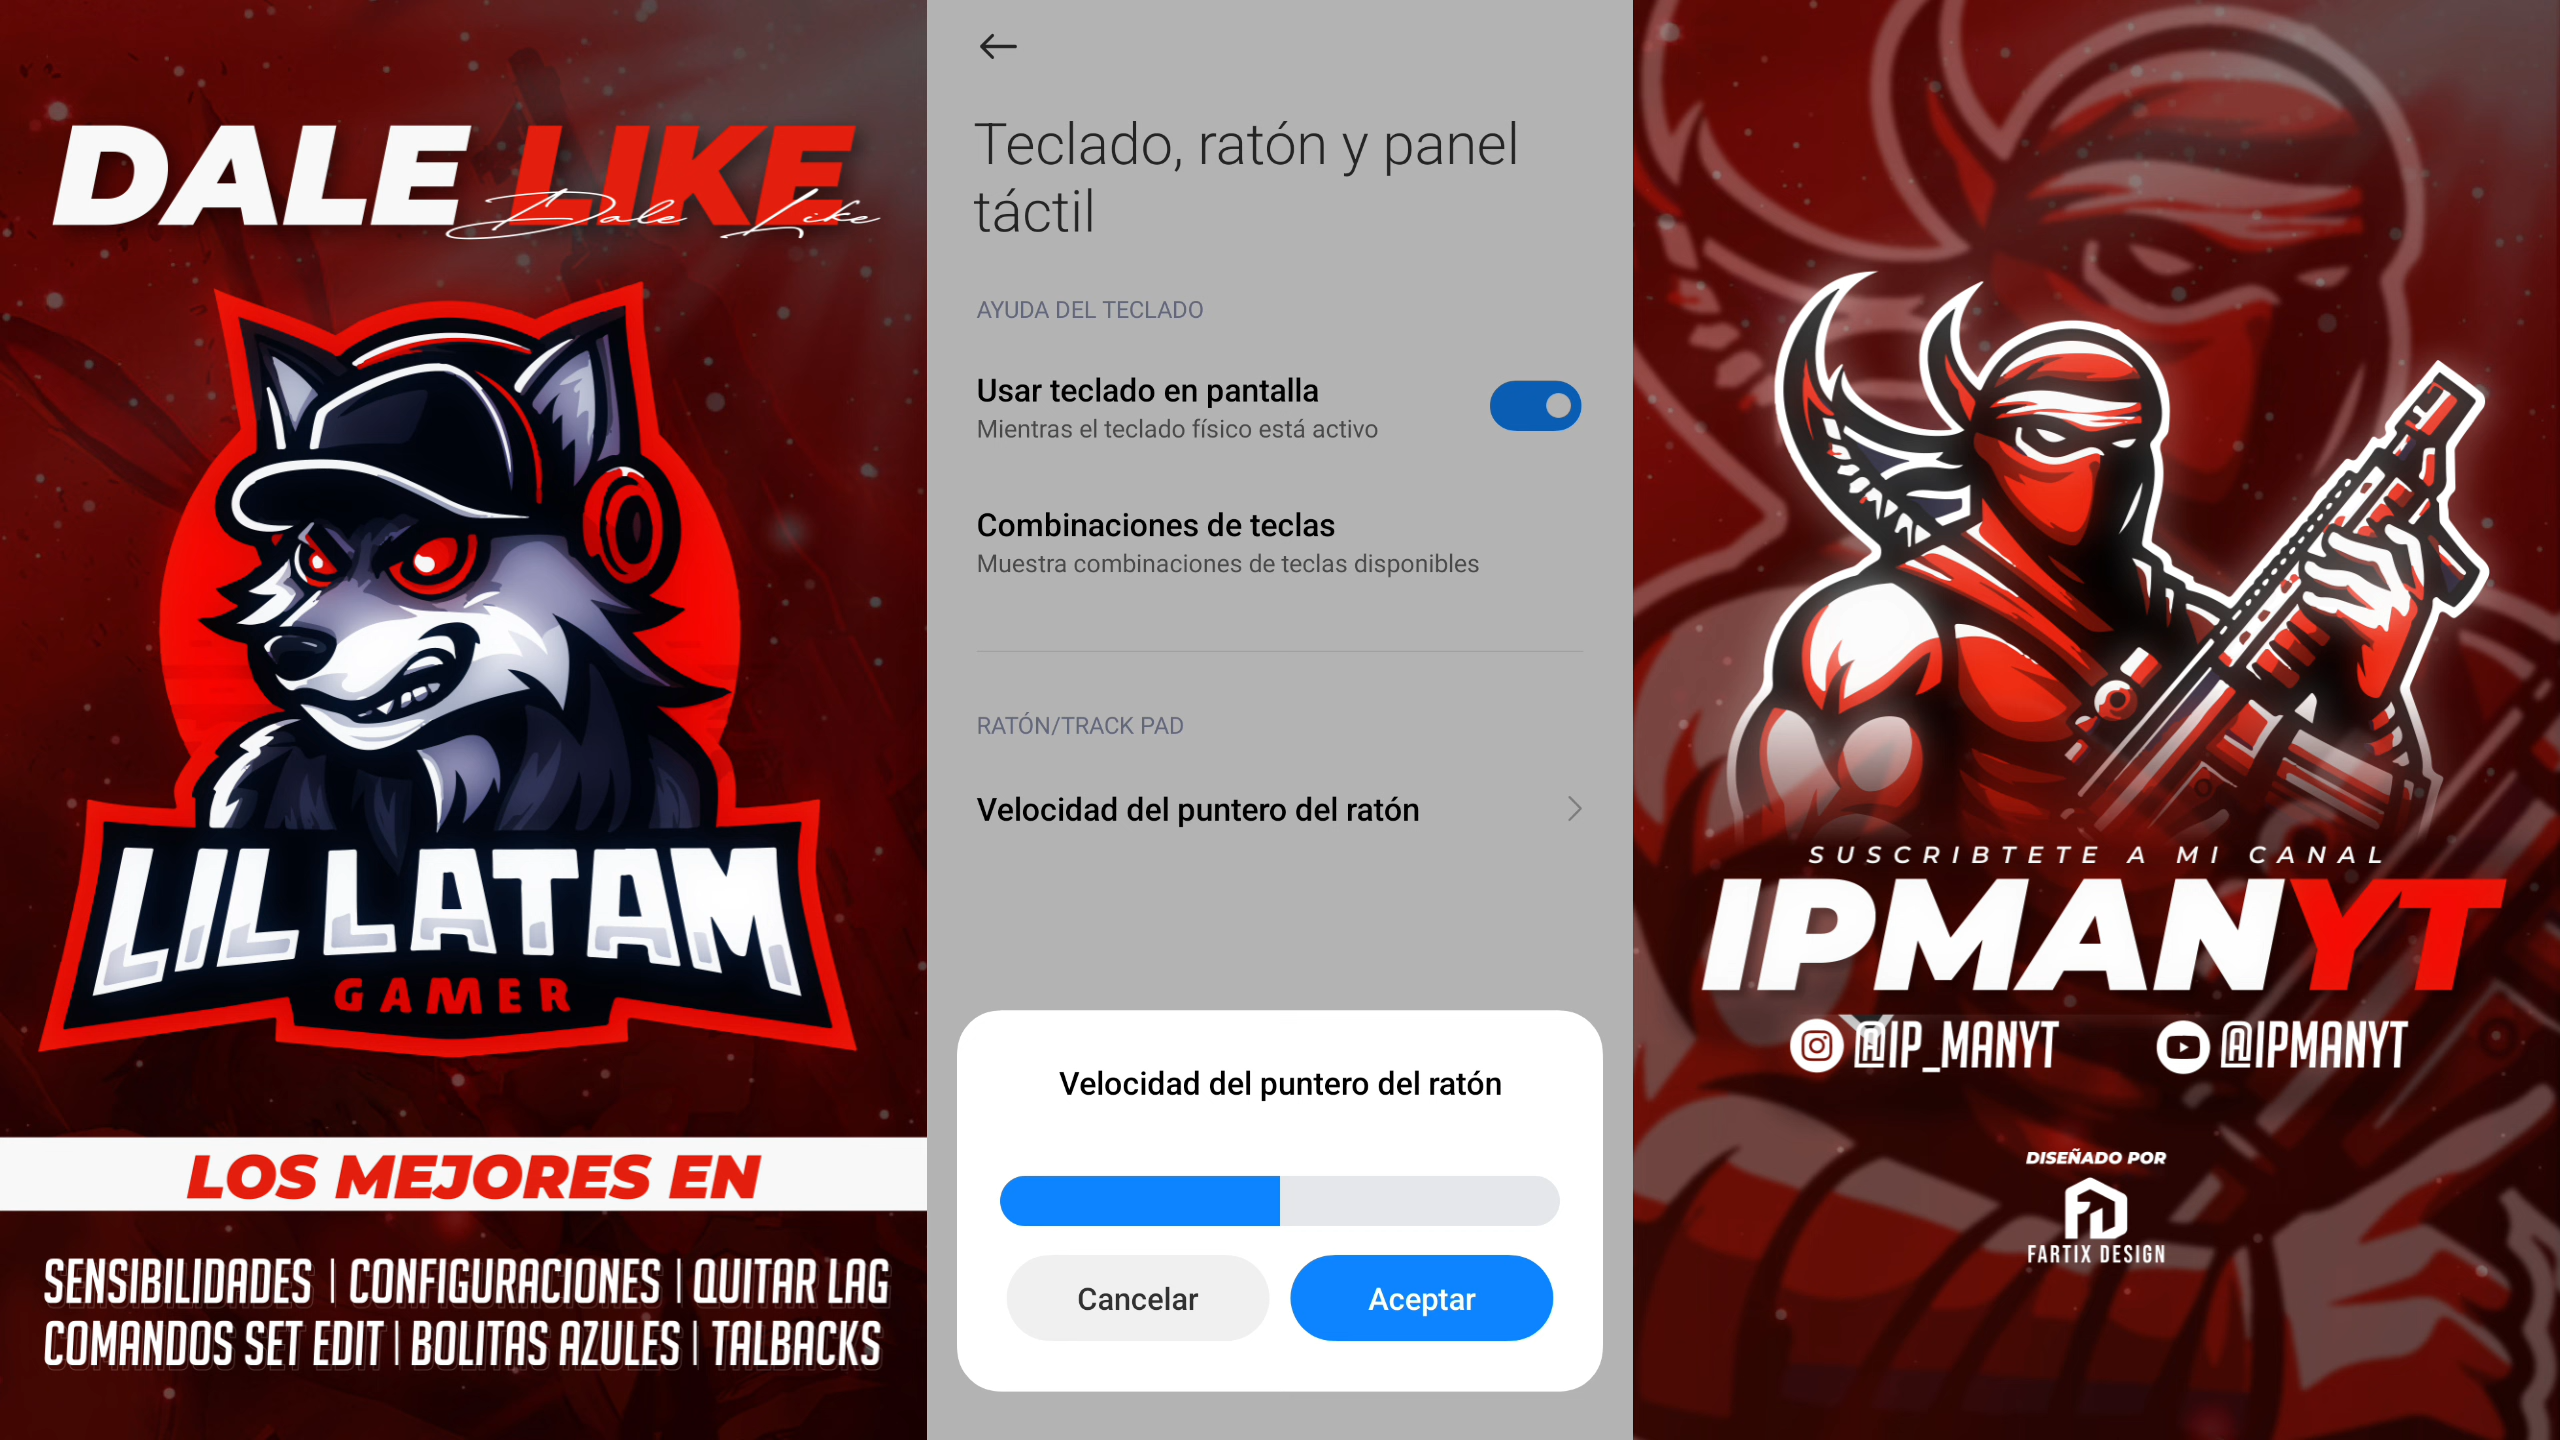 DALE LIKE
Dale Like
LIL LATAM
GAMER
LOS MEJORES EN
SENSIBILIDADES | CONFIGURACIONES | QUITAR LAG
COMANDOS SET EDIT | BOLITAS AZULES | TALBACKS
Teclado, ratón y panel
táctil
AYUDA DEL TECLADO
Usar teclado en pantalla
Mientras el teclado físico está activo
Combinaciones de teclas
Muestra combinaciones de teclas disponibles
RATÓN/TRACK PAD
Velocidad del puntero del ratón
Velocidad del puntero del ratón
Cancelar
Aceptar
SUSCRIBTETE A MI CANAL
IPMANYT
@IP_MANYT
@IPMANYT
DISEÑADO POR
FARTIX DESIGN